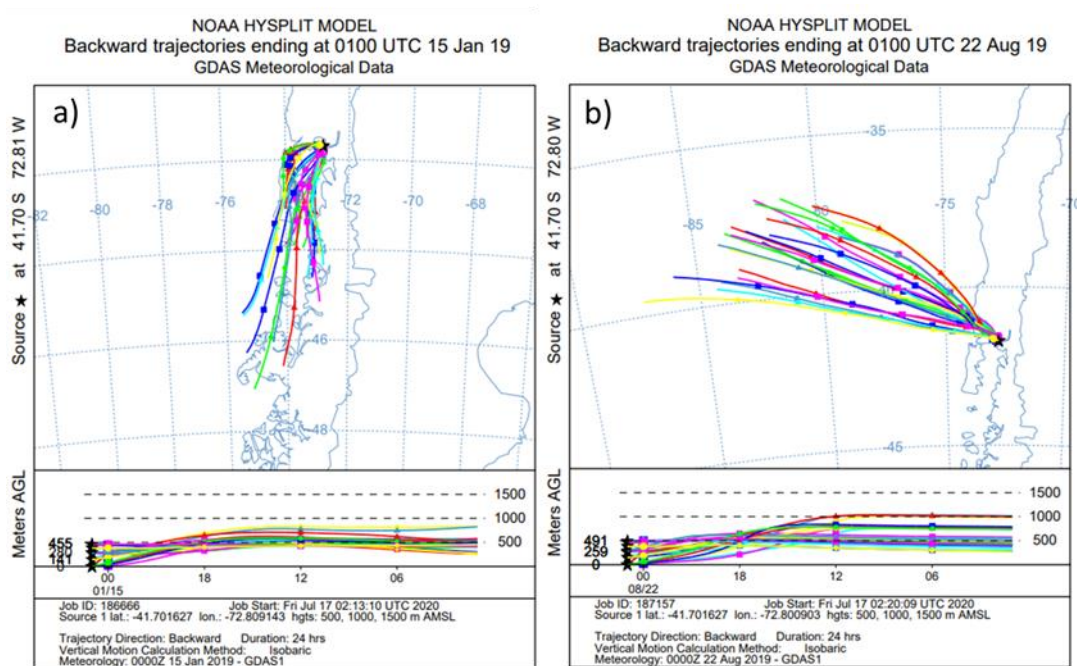 NOAA HYSPLIT MODEL
Backward trajectories ending at 0100 UTC 15 Jan 19
GDAS Meteorological Data
a)
Source ★ at 41.70 S 72.81 W
-82
-80
-78
-76
-74
-72
-70
-68
-42
-44
-46
-48
Meters AGL
1500
1000
500
455
280
141
0
00
18
12
06
01/15
Job ID: 186666 Job Start: Fri Jul 17 02:13:10 UTC 2020
Source 1 lat.: -41.701627 lon.: -72.809143 hgts: 500, 1000, 1500 m AMSL
Trajectory Direction: Backward Duration: 24 hrs
Vertical Motion Calculation Method: Isobaric
Meteorology: 0000Z 15 Jan 2019 - GDAS1
NOAA HYSPLIT MODEL
Backward trajectories ending at 0100 UTC 22 Aug 19
GDAS Meteorological Data
b)
Source ★ at 41.70 S 72.80 W
-35
-85
-80
-75
-70
-40
-45
Meters AGL
1500
1000
500
491
259
0
00
18
12
06
08/22
Job ID: 187157 Job Start: Fri Jul 17 02:20:09 UTC 2020
Source 1 lat.: -41.701627 lon.: -72.800903 hgts: 500, 1000, 1500 m AMSL
Trajectory Direction: Backward Duration: 24 hrs
Vertical Motion Calculation Method: Isobaric
Meteorology: 0000Z 22 Aug 2019 - GDAS1